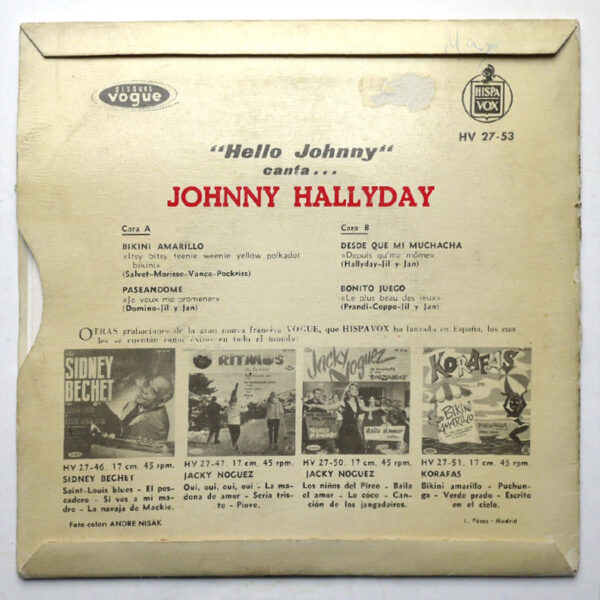 May
disques
vogue
HISPA
VOX
HV 27-53
"Hello Johnny"
canta...
JOHNNY HALLYDAY
Cara A
BIKINI AMARILLO
«Itsy bitsy teenie weenie yellow polkadot
bikini»
(Salvet-Morisse-Vance-Pockriss)
PASEANDOME
«Je veux me promener»
(Domino-Jil y Jan)
Cara B
DESDE QUE MI MUCHACHA
«Depuis qu'ma môme»
(Hallyday-Jil y Jan)
BONITO JUEGO
«Le plus beau des jeux»
(Prandi-Coppo-Jil y Jan)
OTRAS grabaciones de la gran marca francesa VOGUE, que HISPAVOX ha lanzado en España, las cua
les se cuentan como éxitos en todo el mundo:
SIDNEY
BECHET
RITMOS
Jacky
Noguez
KORAFAS
BIKINI
AMARILLO
HV 27-46. 17 cm. 45 rpm.
SIDNEY BECHET
Saint-Louis blues - El pes-
cadero - Si ves a mi ma-
dre - La navaja de Mackie.
HV 27-47. 17 cm. 45 rpm.
JACKY NOGUEZ
Oui, oui, oui, oui - La ma-
dona de amor - Sería tris-
te - Piove.
HV 27-50. 17 cm. 45 rpm.
JACKY NOGUEZ
Los niños del Pireo - Baila
el amor - Le côco - Can-
ción de los jangadeiros.
HV 27-51. 17 cm. 45 rpm.
KORAFAS
Bikini amarillo - Puchun-
ga - Verde prado - Escrito
en el cielo.
Foto color: ANDRE NISAK
I. Pérez - Madrid